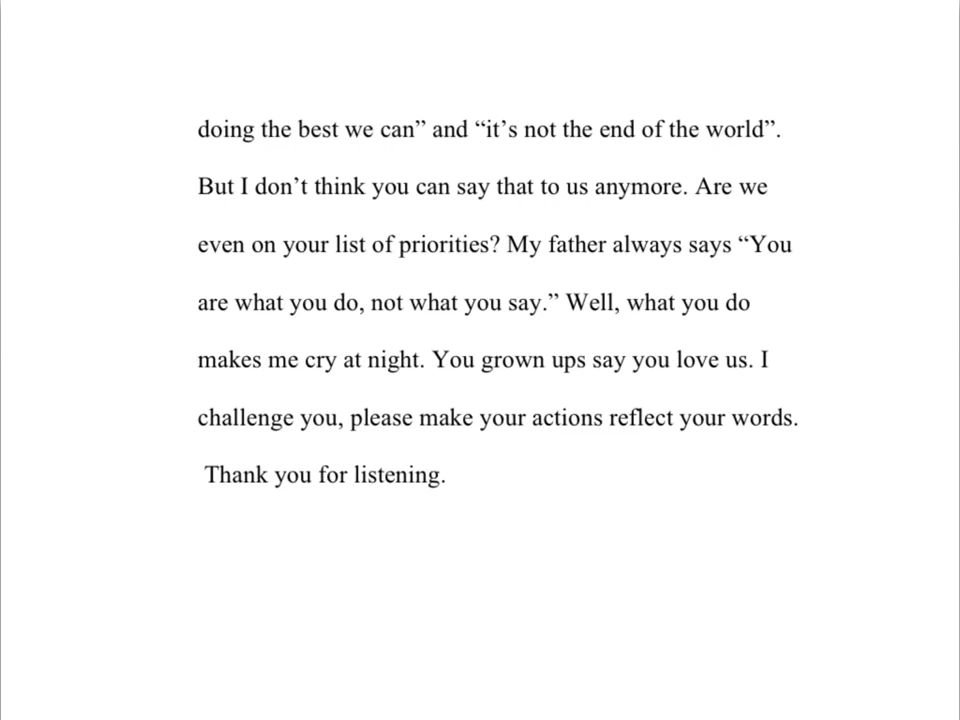 doing the best we can” and “it’s not the end of the world”.
But I don’t think you can say that to us anymore. Are we
even on your list of priorities? My father always says “You
are what you do, not what you say.” Well, what you do
makes me cry at night. You grown ups say you love us. I
challenge you, please make your actions reflect your words.
Thank you for listening.